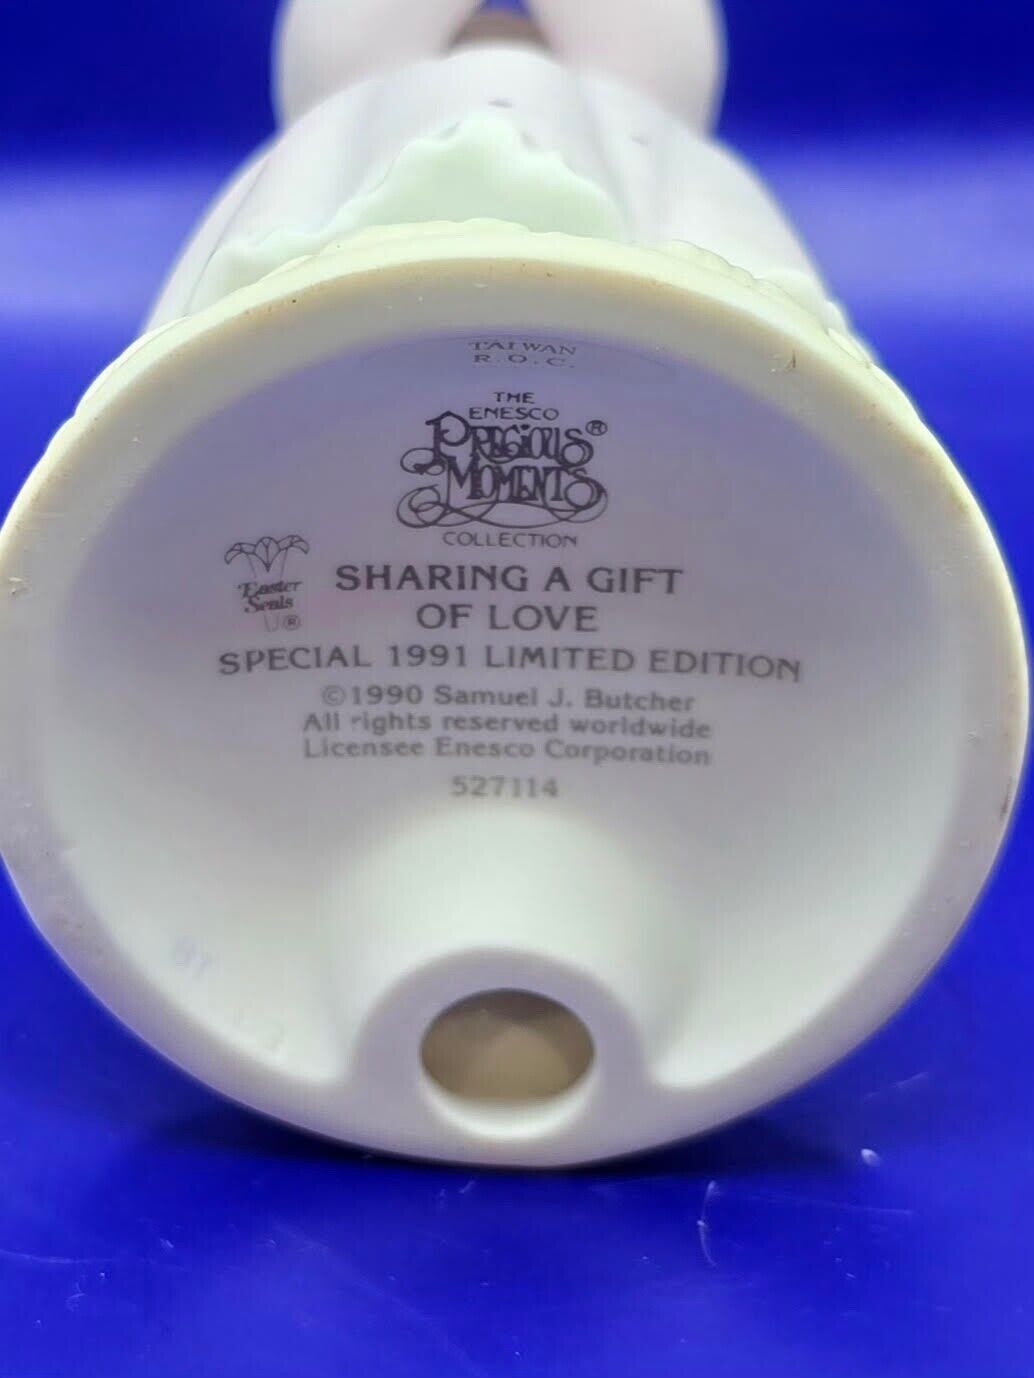 TAIWAN
R.O.C.
THE
ENESCO
PRECIOUS®
MOMENTS
COLLECTION
Easter
Seals
®
SHARING A GIFT
OF LOVE
SPECIAL 1991 LIMITED EDITION
©1990 Samuel J. Butcher
All rights reserved worldwide
Licensee Enesco Corporation
527114